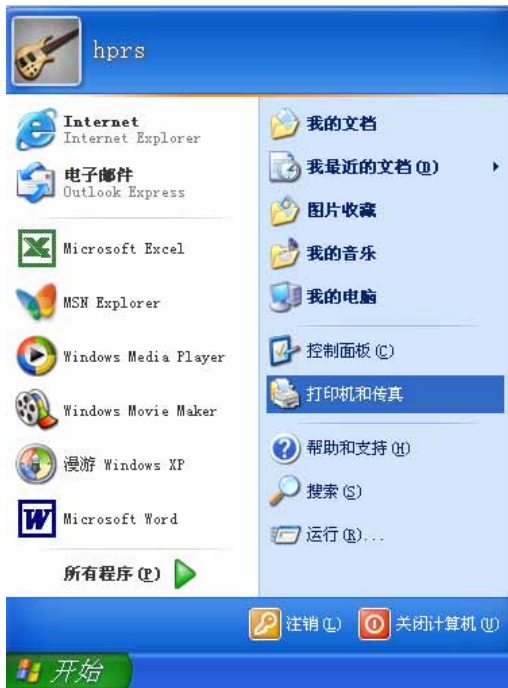 hprs
Internet
Internet Explorer
电子邮件
Outlook Express
Microsoft Excel
MSN Explorer
Windows Media Player
Windows Movie Maker
漫游 Windows XP
Microsoft Word
所有程序(P)
我的文档
我最近的文档(D)
图片收藏
我的音乐
我的电脑
控制面板(C)
打印机和传真
帮助和支持(H)
搜索(S)
运行(R)...
注销(L)
关闭计算机(U)
开始